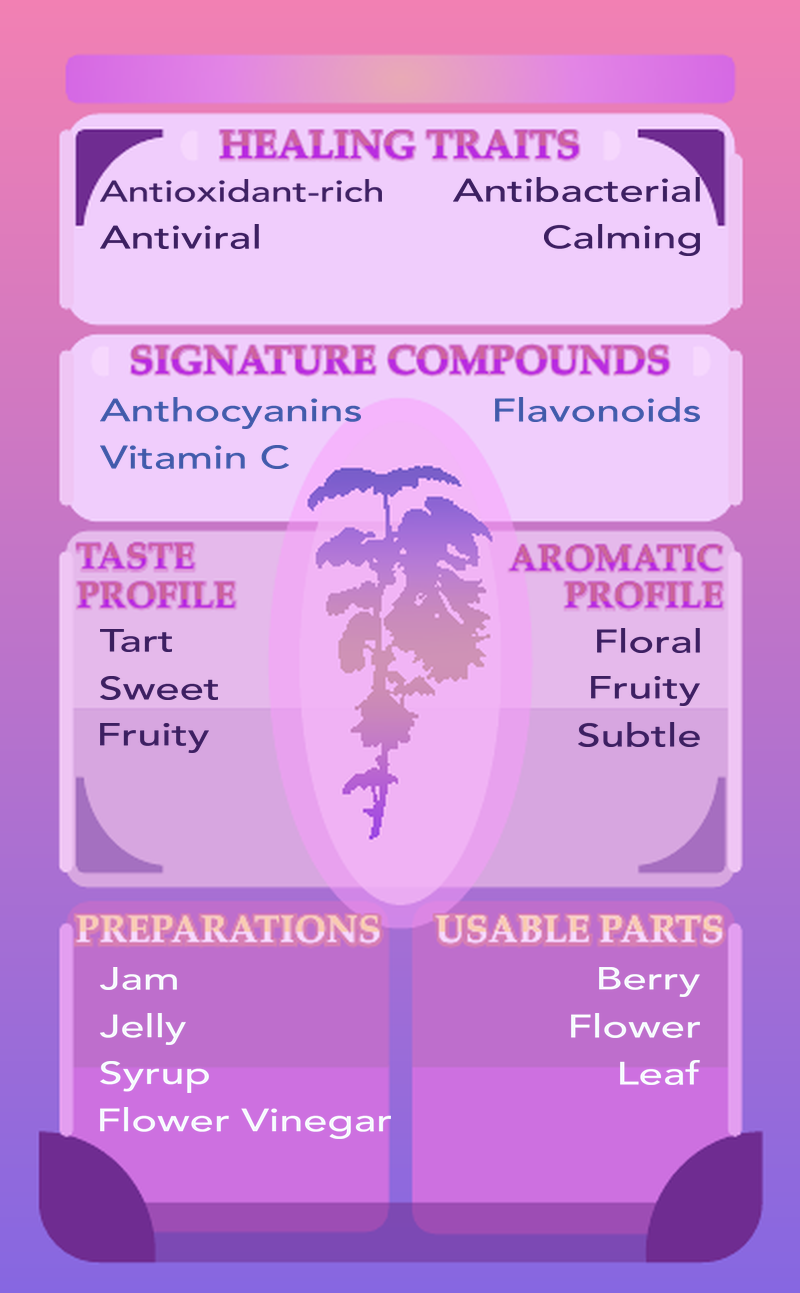 HEALING TRAITS
Antioxidant-rich Antibacterial
Antiviral Calming
SIGNATURE COMPOUNDS
Anthocyanins Flavonoids
Vitamin C
TASTE
PROFILE
Tart
Sweet
Fruity
AROMATIC
PROFILE
Floral
Fruity
Subtle
PREPARATIONS
Jam
Jelly
Syrup
Flower Vinegar
USABLE PARTS
Berry
Flower
Leaf